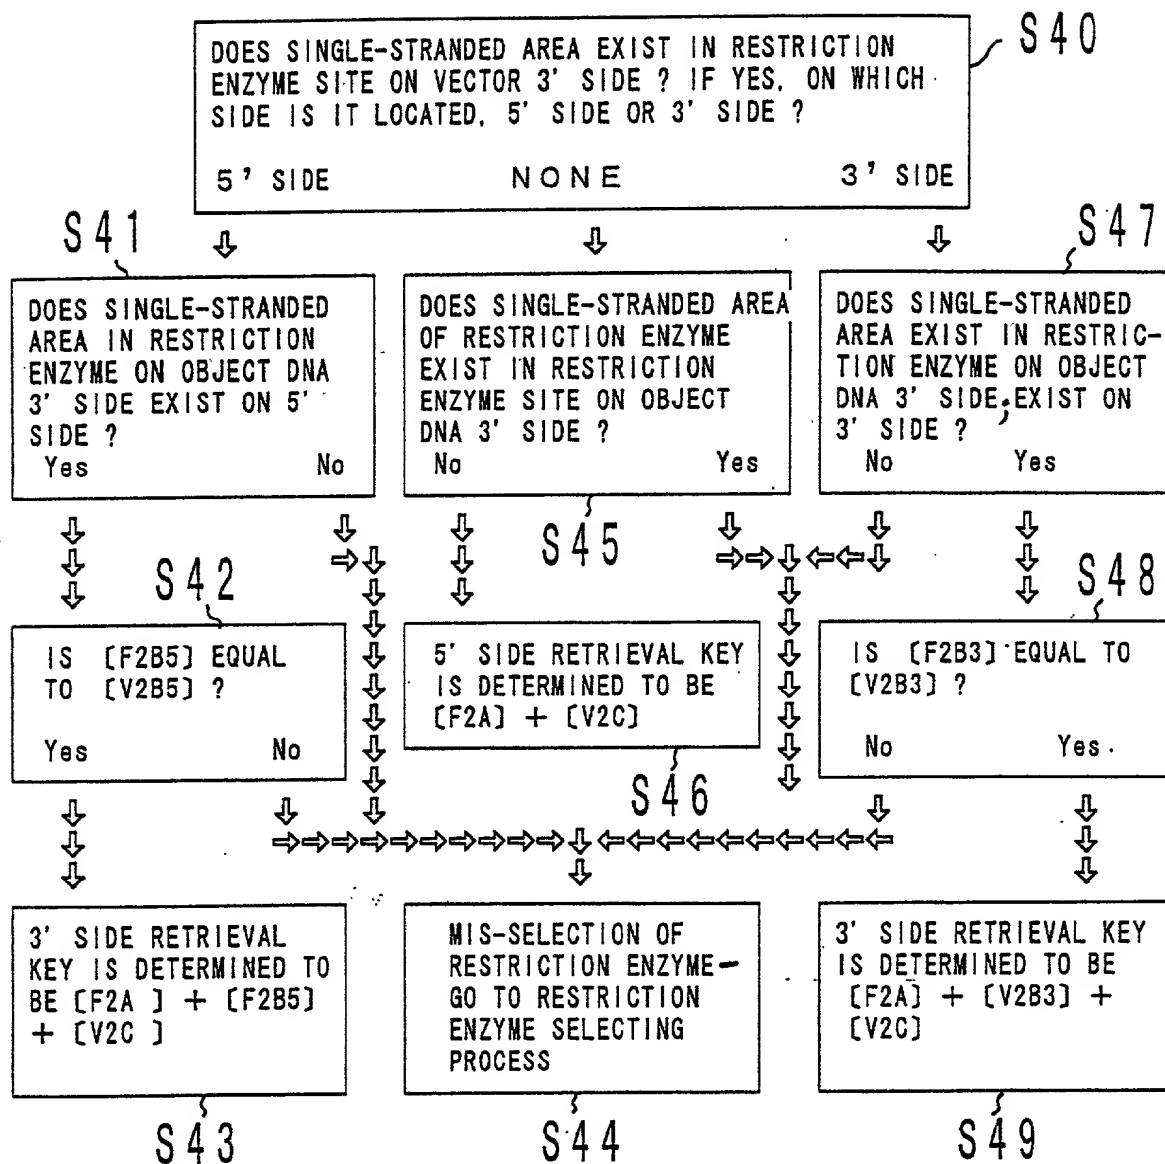 S40
DOES SINGLE-STRANDED AREA EXIST IN RESTRICTION
ENZYME SITE ON VECTOR 3' SIDE ? IF YES, ON WHICH
SIDE IS IT LOCATED, 5' SIDE OR 3' SIDE ?
5' SIDE NONE 3' SIDE
S41
DOES SINGLE-STRANDED
AREA IN RESTRICTION
ENZYME ON OBJECT DNA
3' SIDE EXIST ON 5'
SIDE ?
Yes No
DOES SINGLE-STRANDED AREA
OF RESTRICTION ENZYME
EXIST IN RESTRICTION
ENZYME SITE ON OBJECT
DNA 3' SIDE ?
No Yes
S45
S47
DOES SINGLE-STRANDED
AREA EXIST IN RESTRIC-
TION ENZYME ON OBJECT
DNA 3' SIDE, EXIST ON
3' SIDE ?
No Yes
S42
IS [F2B5] EQUAL
TO [V2B5] ?
Yes No
5' SIDE RETRIEVAL KEY
IS DETERMINED TO BE
[F2A] + [V2C]
S46
S48
IS [F2B3] EQUAL TO
[V2B3] ?
No Yes
3' SIDE RETRIEVAL
KEY IS DETERMINED TO
BE [F2A ] + [F2B5]
+ [V2C ]
S43
MIS-SELECTION OF
RESTRICTION ENZYME—
GO TO RESTRICTION
ENZYME SELECTING
PROCESS
S44
3' SIDE RETRIEVAL KEY
IS DETERMINED TO BE
[F2A] + [V2B3] +
[V2C]
S49